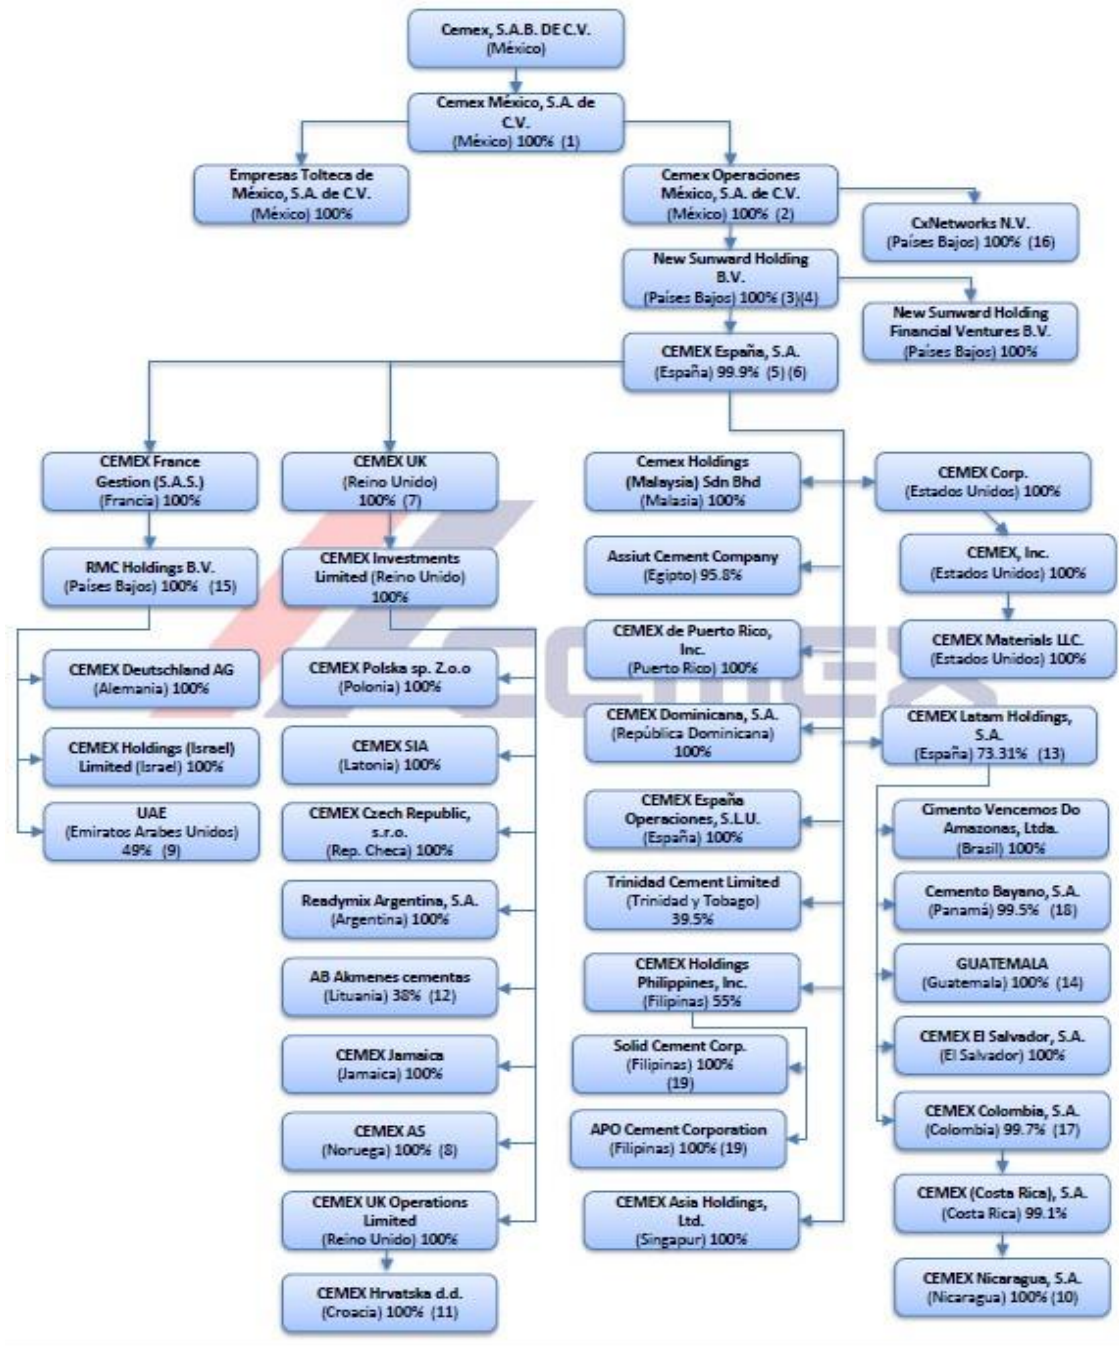 Cemex, S.A.B. DE C.V.
(México)
Cemex México, S.A. de
C.V.
(México) 100% (1)
Empresas Tolteca de
México, S.A. de C.V.
(México) 100%
Cemex Operaciones
México, S.A. de C.V.
(México) 100% (2)
CxNetworks N.V.
(Países Bajos) 100% (16)
New Sunward Holding
B.V.
(Países Bajos) 100% (3)(4)
New Sunward Holding
Financial Ventures B.V.
(Países Bajos) 100%
CEMEX España, S.A.
(España) 99.9% (5) (6)
CEMEX France
Gestion (S.A.S.)
(Francia) 100%
CEMEX UK
(Reino Unido)
100% (7)
Cemex Holdings
(Malaysia) Sdn Bhd
(Malasia) 100%
CEMEX Corp.
(Estados Unidos) 100%
RMC Holdings B.V.
(Países Bajos) 100% (15)
CEMEX Investments
Limited (Reino Unido)
100%
Assiut Cement Company
(Egipto) 95.8%
CEMEX, Inc.
(Estados Unidos) 100%
CEMEX de Puerto Rico,
Inc.
(Puerto Rico) 100%
CEMEX Materials LLC.
(Estados Unidos) 100%
CEMEX
CEMEX Deutschland AG
(Alemania) 100%
CEMEX Polska sp. Z.o.o
(Polonia) 100%
CEMEX Dominicana, S.A.
(República Dominicana)
100%
CEMEX Latam Holdings,
S.A.
(España) 73.31% (13)
CEMEX Holdings (Israel)
Limited (Israel) 100%
CEMEX SIA
(Latonia) 100%
UAE
(Emiratos Arabes Unidos)
49% (9)
CEMEX Czech Republic,
s.r.o.
(Rep. Checa) 100%
CEMEX España
Operaciones, S.L.U.
(España) 100%
Cimento Vencemos Do
Amazonas, Ltda.
(Brasil) 100%
Readymix Argentina, S.A.
(Argentina) 100%
Trinidad Cement Limited
(Trinidad y Tobago)
39.5%
Cemento Bayano, S.A.
(Panamá) 99.5% (18)
AB Akmenes cementas
(Lituania) 38% (12)
CEMEX Holdings
Philippines, Inc.
(Filipinas) 55%
GUATEMALA
(Guatemala) 100% (14)
CEMEX Jamaica
(Jamaica) 100%
Solid Cement Corp.
(Filipinas) 100%
(19)
CEMEX El Salvador, S.A.
(El Salvador) 100%
CEMEX AS
(Noruega) 100% (8)
APO Cement Corporation
(Filipinas) 100% (19)
CEMEX Colombia, S.A.
(Colombia) 99.7% (17)
CEMEX UK Operations
Limited
(Reino Unido) 100%
CEMEX Asia Holdings,
Ltd.
(Singapur) 100%
CEMEX (Costa Rica), S.A.
(Costa Rica) 99.1%
CEMEX Hrvatska d.d.
(Croacia) 100% (11)
CEMEX Nicaragua, S.A.
(Nicaragua) 100% (10)